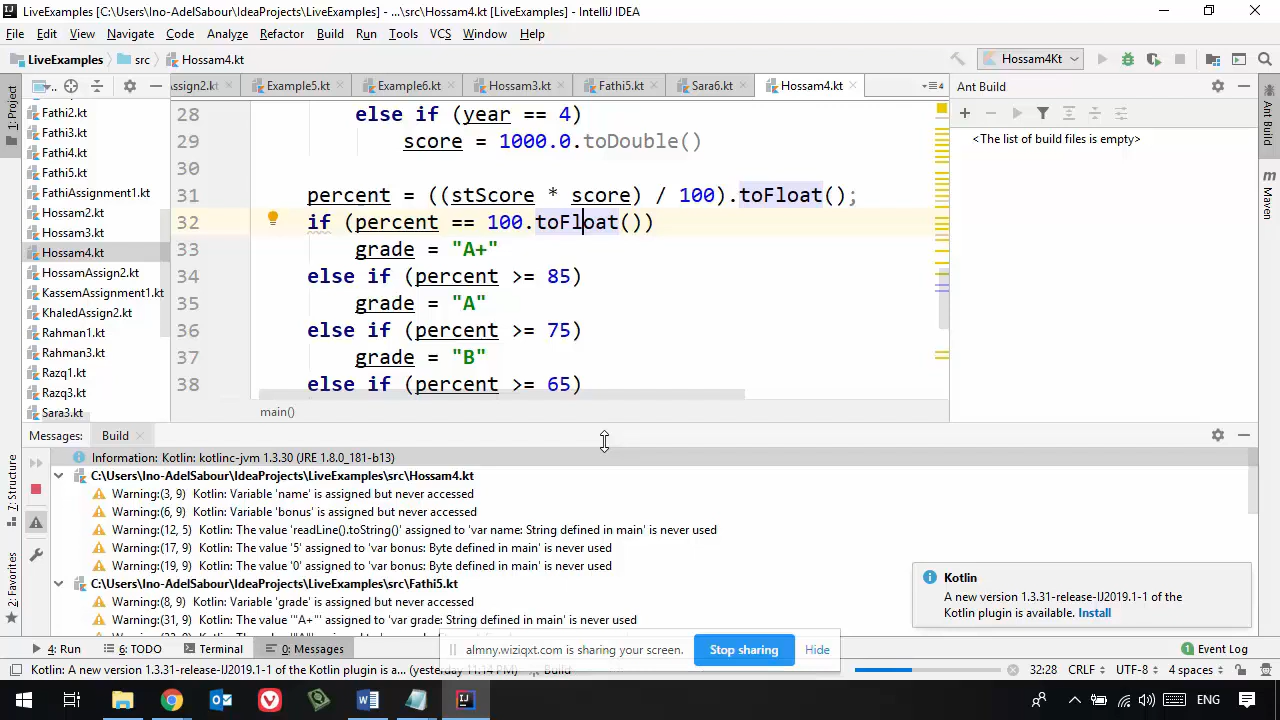 LiveExamples [C:\Users\Ino-AdelSabour\IdeaProjects\LiveExamples] - ...\src\Hossam4.kt [LiveExamples] - IntelliJ IDEA
File Edit View Navigate Code Analyze Refactor Build Run Tools VCS Window Help
LiveExamples src Hossam4.kt Hossam4Kt
Assign2.kt Example5.kt Example6.kt Hossam3.kt Fathi5.kt Sara6.kt Hossam4.kt
Ant Build
1: Project
Ant Build
Maven
7: Structure
2: Favorites
<The list of build files is empty>
Fathi2.kt
Fathi3.kt
Fathi4.kt
Fathi5.kt
FathiAssignment1.kt
Hossam2.kt
Hossam3.kt
Hossam4.kt
HossamAssign2.kt
KassemAssignment1.kt
KhaledAssign2.kt
Rahman1.kt
Rahman3.kt
Razq1.kt
Razq3.kt
Sara3.kt
28 else if (year == 4)
29 score = 1000.0.toDouble()
30
31 percent = ((stScore * score) / 100).toFloat();
32 if (percent == 100.toFloat())
33 grade = "A+"
34 else if (percent >= 85)
35 grade = "A"
36 else if (percent >= 75)
37 grade = "B"
38 else if (percent >= 65)
main()
Messages: Build
Information: Kotlin: kotlinc-jvm 1.3.30 (JRE 1.8.0_181-b13)
C:\Users\Ino-AdelSabour\IdeaProjects\LiveExamples\src\Hossam4.kt
Warning:(3, 9) Kotlin: Variable 'name' is assigned but never accessed
Warning:(6, 9) Kotlin: Variable 'bonus' is assigned but never accessed
Warning:(12, 5) Kotlin: The value 'readLine().toString()' assigned to 'var name: String defined in main' is never used
Warning:(17, 9) Kotlin: The value '5' assigned to 'var bonus: Byte defined in main' is never used
Warning:(19, 9) Kotlin: The value '0' assigned to 'var bonus: Byte defined in main' is never used
C:\Users\Ino-AdelSabour\IdeaProjects\LiveExamples\src\Fathi5.kt
Warning:(8, 9) Kotlin: Variable 'grade' is assigned but never accessed
Warning:(31, 9) Kotlin: The value '"A+"' assigned to 'var grade: String defined in main' is never used
Kotlin
A new version 1.3.31-release-IJ2019.1-1 of the
Kotlin plugin is available. Install
4: Run 6: TODO Terminal 0: Messages Event Log
almny.wiziqxt.com is sharing your screen. Stop sharing Hide
Kotlin: A new version 1.3.31-release-IJ2019.1-1 of the Kotlin plugin is a... (yesterday 11:14 PM) Build 32:28 CRLF UTF-8 4 spaces
ENG